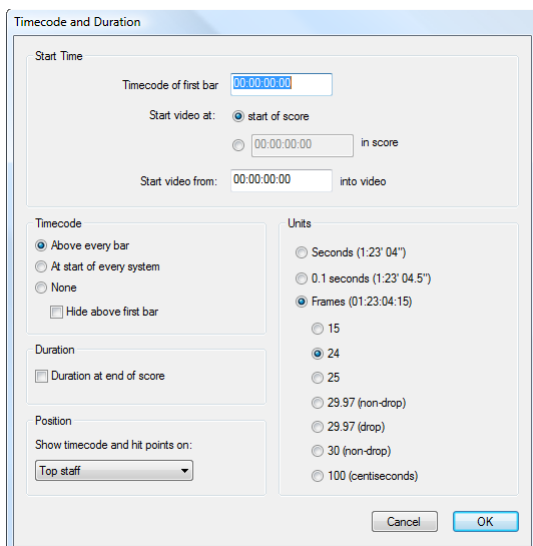 Timecode and Duration
Start Time
Timecode of first bar 00:00:00:00
Start video at: start of score
00:00:00:00 in score
Start video from: 00:00:00:00 into video
Timecode
Above every bar
At start of every system
None
Hide above first bar
Duration
Duration at end of score
Position
Show timecode and hit points on:
Top staff
Units
Seconds (1:23' 04")
0.1 seconds (1:23' 04.5")
Frames (01:23:04:15)
15
24
25
29.97 (non-drop)
29.97 (drop)
30 (non-drop)
100 (centiseconds)
Cancel OK